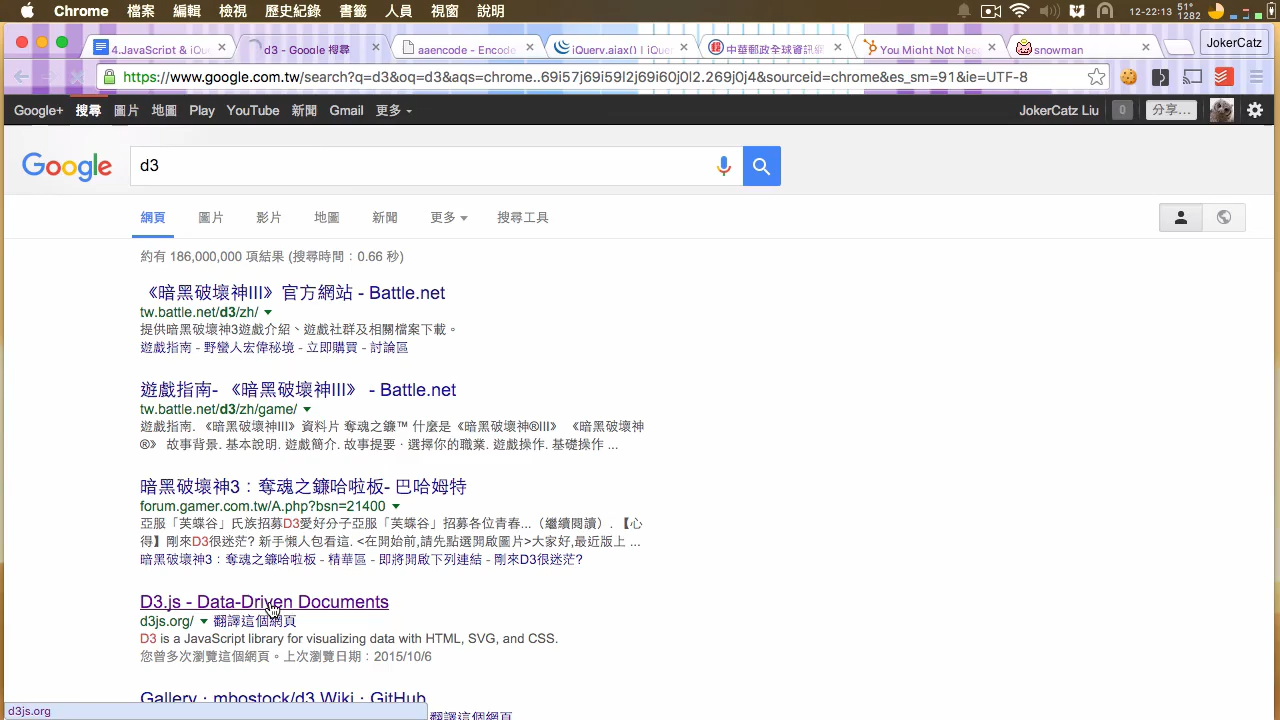 Chrome 檔案 編輯 檢視 歷史紀錄 書籤 人員 視窗 說明 12-22-13 51° 1282
4.JavaScript & iQu d3 - Google 搜尋 aaencode - Encode jQuery.ajax() | jQuer 中華郵政全球資訊網 You Might Not Nee snowman JokerCatz
https://www.google.com.tw/search?q=d3&oq=d3&aqs=chrome..69i57j69i59l2j69i60j0l2.269j0j4&sourceid=chrome&es_sm=91&ie=UTF-8
Google+ 搜尋 圖片 地圖 Play YouTube 新聞 Gmail 更多 JokerCatz Liu 0 分享...
Google d3
網頁 圖片 影片 地圖 新聞 更多 搜尋工具
約有 186,000,000 項結果 (搜尋時間：0.66 秒)
《暗黑破壞神III》官方網站 - Battle.net
tw.battle.net/d3/zh/
提供暗黑破壞神3遊戲介紹、遊戲社群及相關檔案下載。
遊戲指南 - 野蠻人宏偉秘境 - 立即購買 - 討論區
遊戲指南- 《暗黑破壞神III》 - Battle.net
tw.battle.net/d3/zh/game/
遊戲指南. 《暗黑破壞神III》資料片 奪魂之鐮™ 什麼是《暗黑破壞神®III》 《暗黑破壞神
®》 故事背景. 基本說明. 遊戲簡介. 故事提要 · 選擇你的職業. 遊戲操作. 基礎操作 ...
暗黑破壞神3：奪魂之鐮哈啦板- 巴哈姆特
forum.gamer.com.tw/A.php?bsn=21400
亞服「芙蝶谷」氏族招募D3愛好分子亞服「芙蝶谷」招募各位青春...（繼續閱讀）. 【心
得】剛來D3很迷茫? 新手懶人包看這. <在開始前,請先點選開啟圖片>大家好,最近版上 ...
暗黑破壞神3：奪魂之鐮哈啦板 - 精華區 - 即將開啟下列連結 - 剛來D3很迷茫?
D3.js - Data-Driven Documents
d3js.org/ 翻譯這個網頁
D3 is a JavaScript library for visualizing data with HTML, SVG, and CSS.
您曾多次瀏覽這個網頁。上次瀏覽日期：2015/10/6
Gallery · mbostock/d3 Wiki · GitHub
d3js.org 翻譯這個網頁